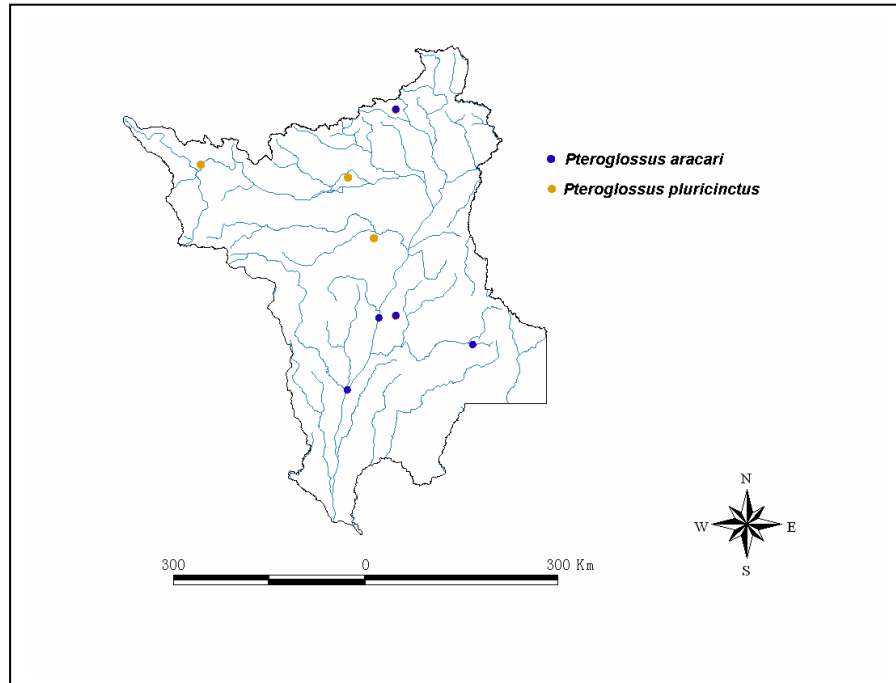 Pteroglossus aracari
Pteroglossus pluricinctus
N
W E
S
300 0 300 Km